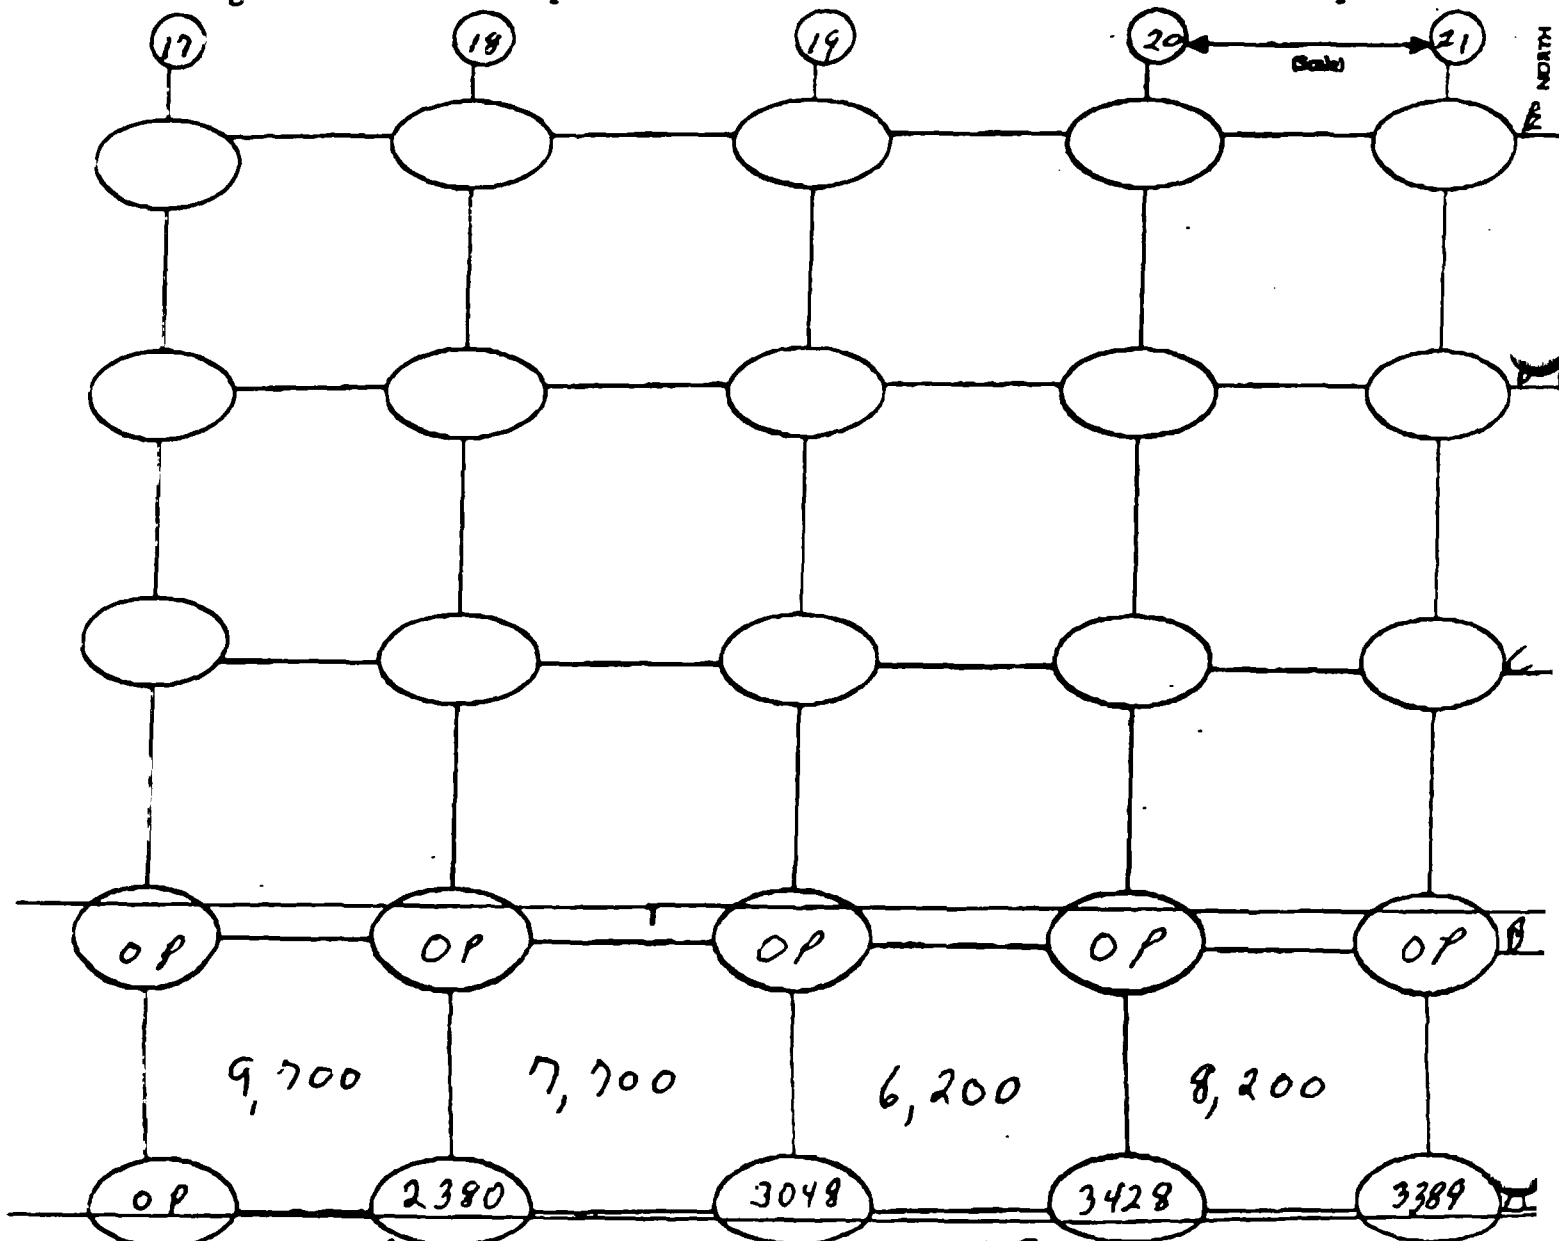 17 18 19 20 21
(Scale)
NORTH
E
C
OP OP OP OP OP B
9,700 7,700 6,200 8,200
OP 2380 3048 3428 3389 A